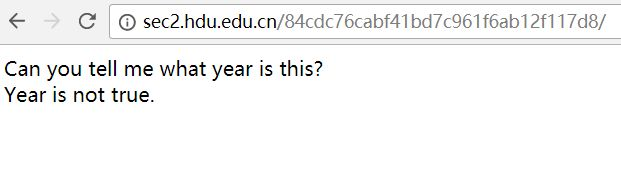 sec2.hdu.edu.cn/84cdc76cabf41bd7c961f6ab12f117d8/
Can you tell me what year is this?
Year is not true.